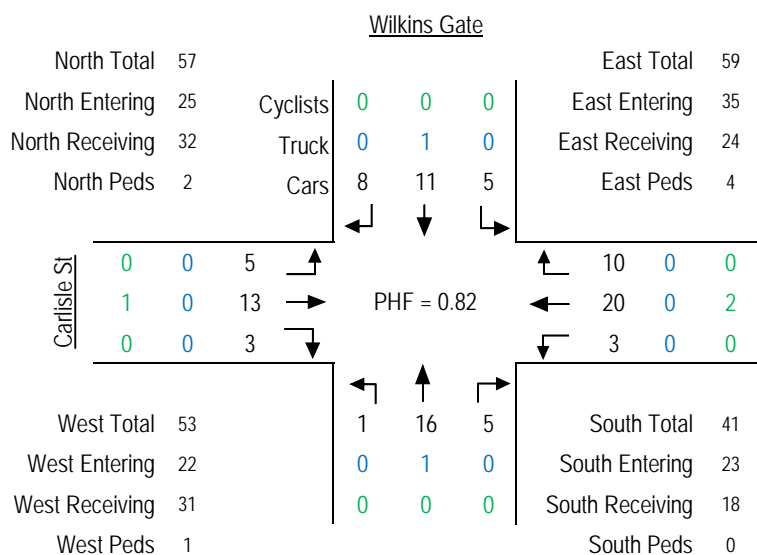 Wilkins Gate
North Total 57
East Total 59
North Entering 25
Cyclists 0 0 0
East Entering 35
North Receiving 32
Truck 0 1 0
East Receiving 24
North Peds 2
Cars 8 11 5
East Peds 4
Carlisle St
0 0 5
10 0 0
1 0 13
PHF = 0.82
20 0 2
0 0 3
3 0 0
West Total 53
1 16 5
South Total 41
West Entering 22
0 1 0
South Entering 23
West Receiving 31
0 0 0
South Receiving 18
West Peds 1
South Peds 0